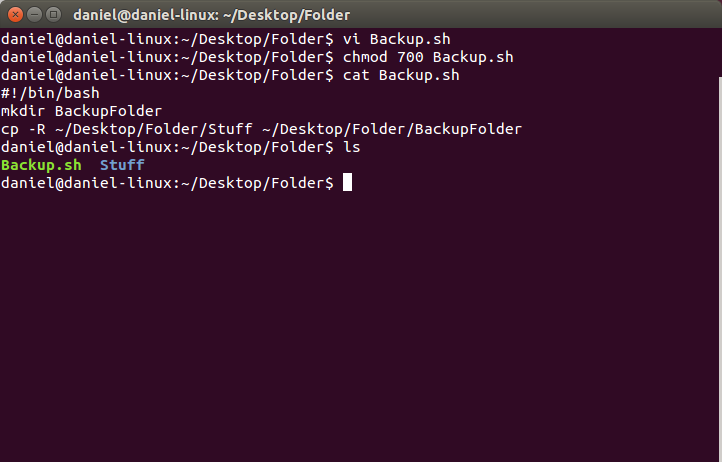 daniel@daniel-linux: ~/Desktop/Folder
daniel@daniel-linux:~/Desktop/Folder$ vi Backup.sh
daniel@daniel-linux:~/Desktop/Folder$ chmod 700 Backup.sh
daniel@daniel-linux:~/Desktop/Folder$ cat Backup.sh
#!/bin/bash
mkdir BackupFolder
cp -R ~/Desktop/Folder/Stuff ~/Desktop/Folder/BackupFolder
daniel@daniel-linux:~/Desktop/Folder$ ls
Backup.sh  Stuff
daniel@daniel-linux:~/Desktop/Folder$